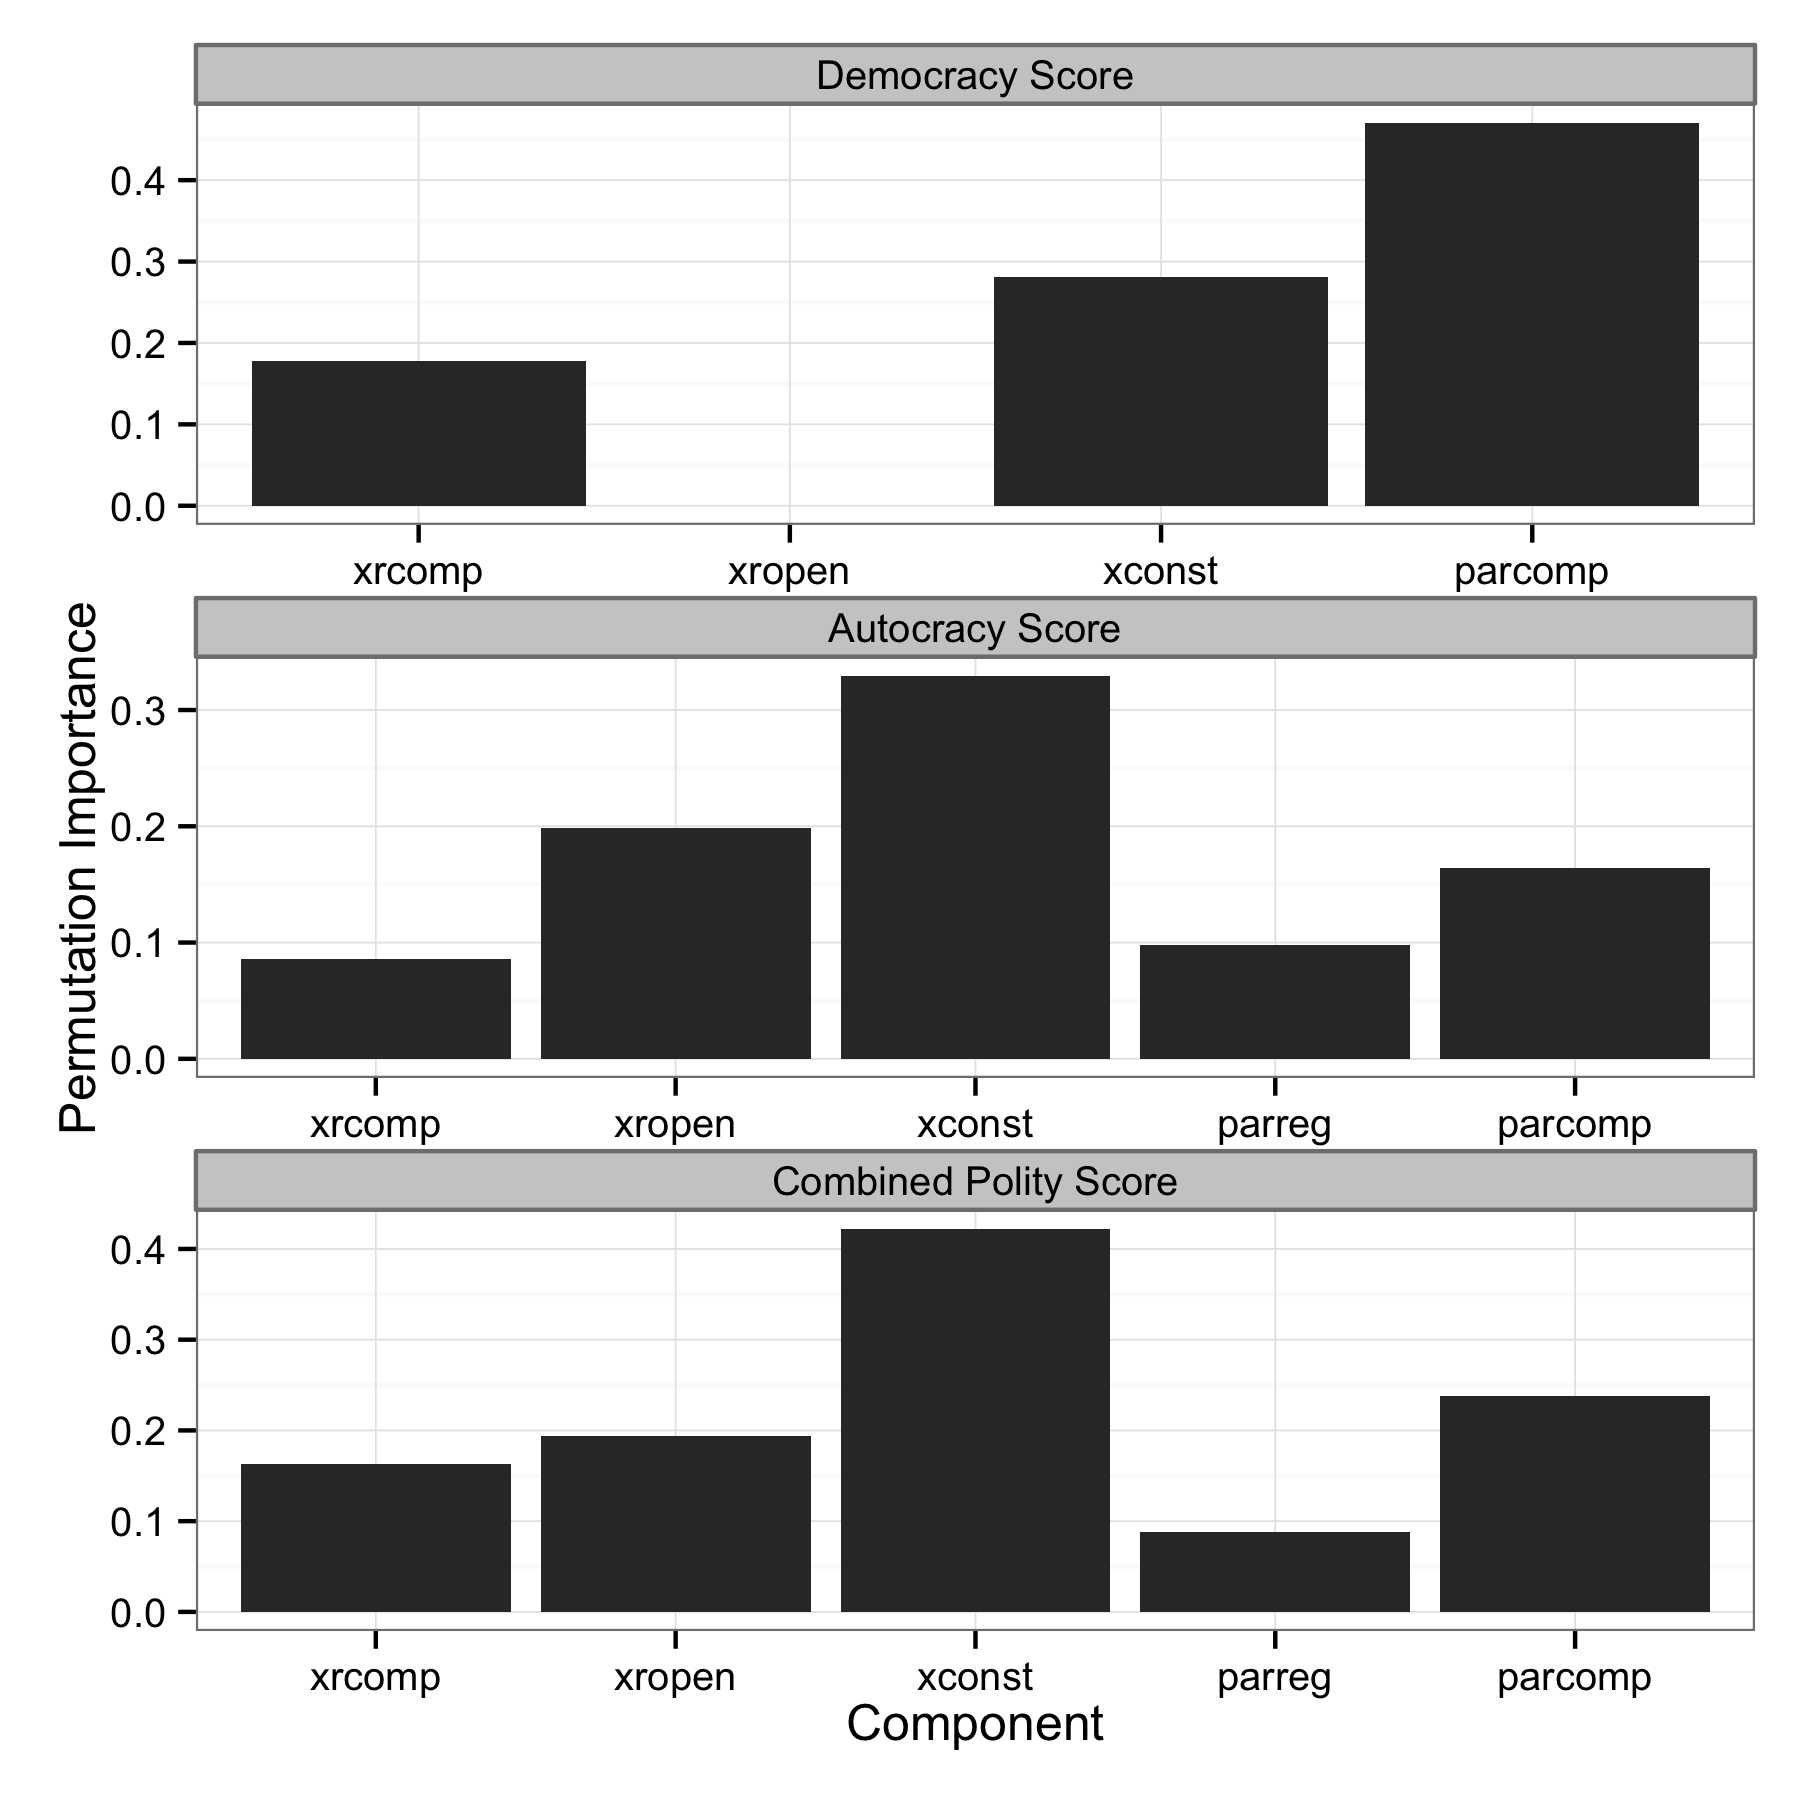 Democracy Score
0.4
0.3
0.2
0.1
0.0
xrcomp xropen xconst parcomp
Permutation Importance
Autocracy Score
0.3
0.2
0.1
0.0
xrcomp xropen xconst parreg parcomp
Combined Polity Score
0.4
0.3
0.2
0.1
0.0
xrcomp xropen xconst parreg parcomp
Component